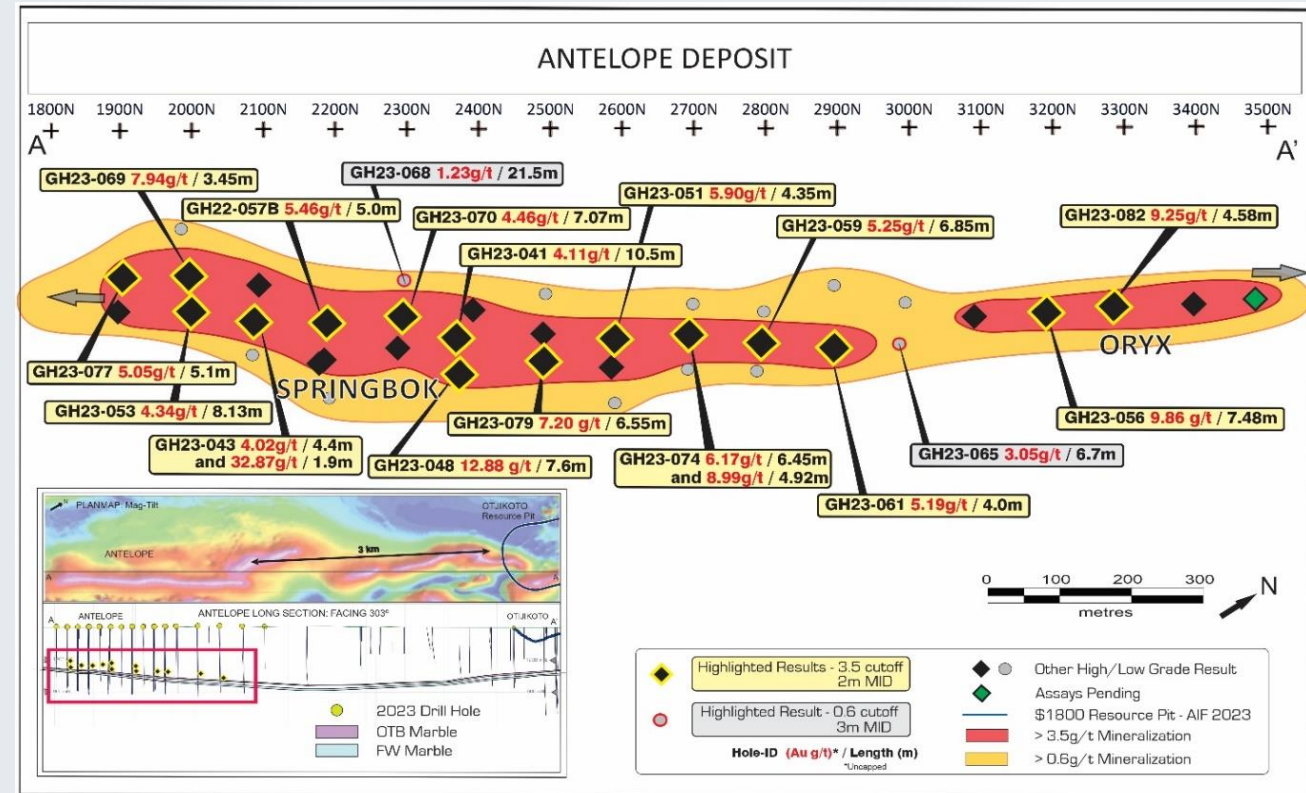 ANTELOPE DEPOSIT
1800N 1900N 2000N 2100N 2200N 2300N 2400N 2500N 2600N 2700N 2800N 2900N 3000N 3100N 3200N 3300N 3400N 3500N
A A'
GH23-069 7.94g/t / 3.45m
GH23-068 1.23g/t / 21.5m
GH22-057B 5.46g/t / 5.0m
GH23-070 4.46g/t / 7.07m
GH23-041 4.11g/t / 10.5m
GH23-051 5.90g/t / 4.35m
GH23-059 5.25g/t / 6.85m
GH23-082 9.25g/t / 4.58m
GH23-077 5.05g/t / 5.1m
GH23-053 4.34g/t / 8.13m
SPRINGBOK
ORYX
GH23-043 4.02g/t / 4.4m
and 32.87g/t / 1.9m
GH23-048 12.88 g/t / 7.6m
GH23-079 7.20 g/t / 6.55m
GH23-074 6.17g/t / 6.45m
and 8.99g/t / 4.92m
GH23-061 5.19g/t / 4.0m
GH23-065 3.05g/t / 6.7m
GH23-056 9.86 g/t / 7.48m
N
PLANMAP: Mag-Tilt
OTJIKOTO
Resource Pit
ANTELOPE
3 km
A A'
ANTELOPE LONG SECTION: FACING 303°
A ANTELOPE OTJIKOTO A'
2023 Drill Hole
OTB Marble
FW Marble
0 100 200 300
metres
N
Highlighted Results - 3.5 cutoff
2m MID
Highlighted Result - 0.6 cutoff
3m MID
Hole-ID (Au g/t)* / Length (m)
*Uncapped
Other High/Low Grade Result
Assays Pending
$1800 Resource Pit - AIF 2023
> 3.5g/t Mineralization
> 0.6g/t Mineralization